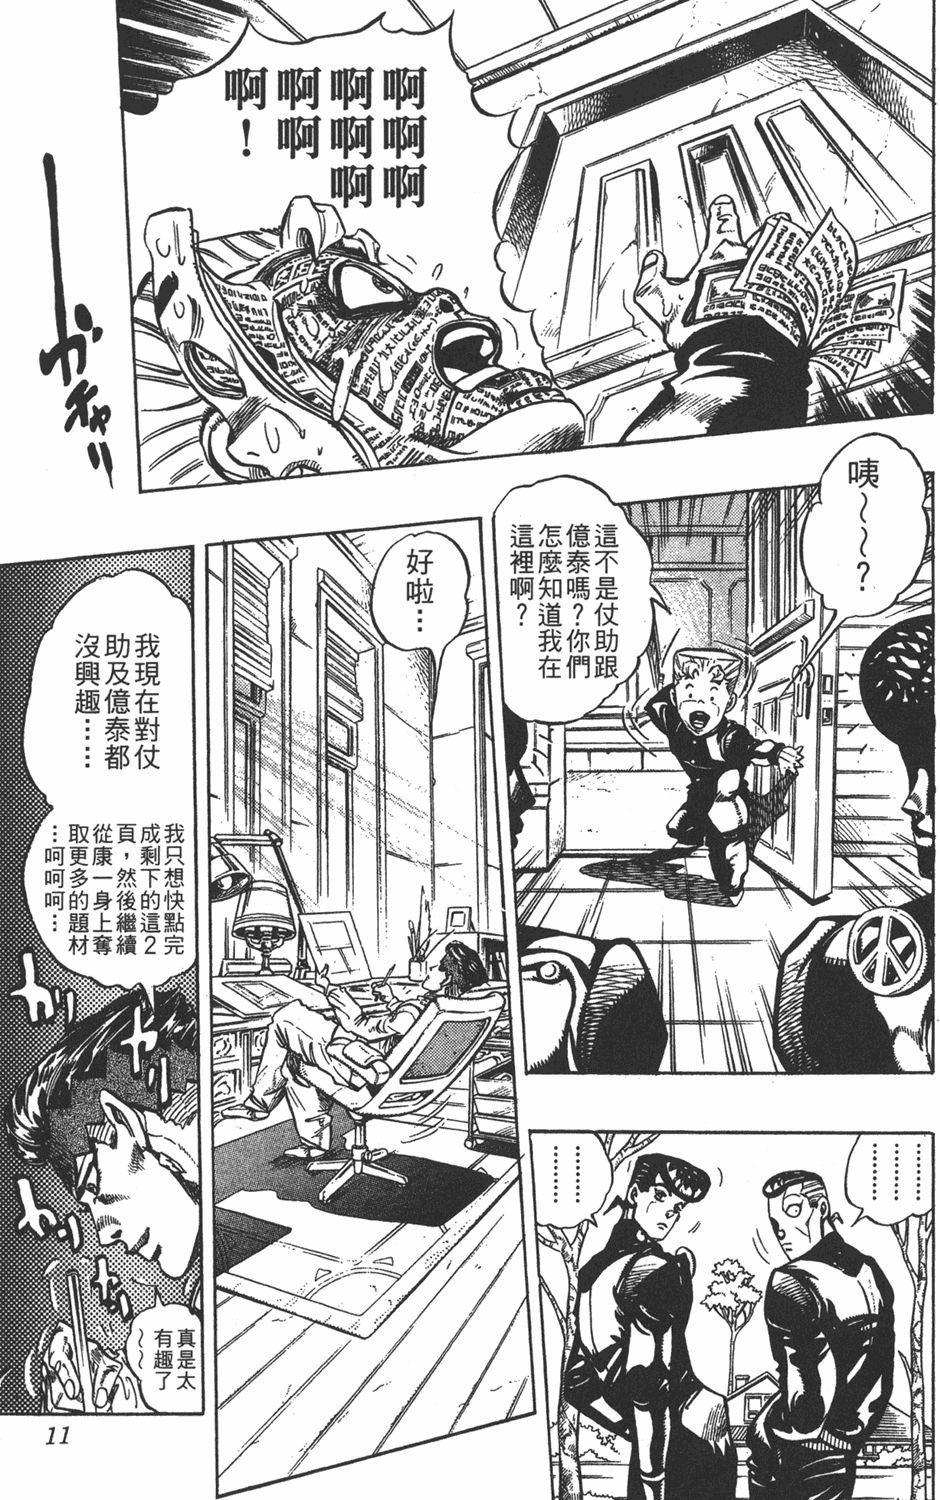 啊啊啊
啊啊啊
啊啊
啊！
ガチャッ
咦～～～？
這不是仗助跟
億泰嗎？你們
怎麼知道我在
這裡啊？
…………
…………
好啦…
我現在對仗
助及億泰都
沒興趣……
我只想快點完
成剩下的這2
頁，然後繼續
從康一身上奪
取更多的題材
…呵呵呵…
真是太
有趣了
～～
11